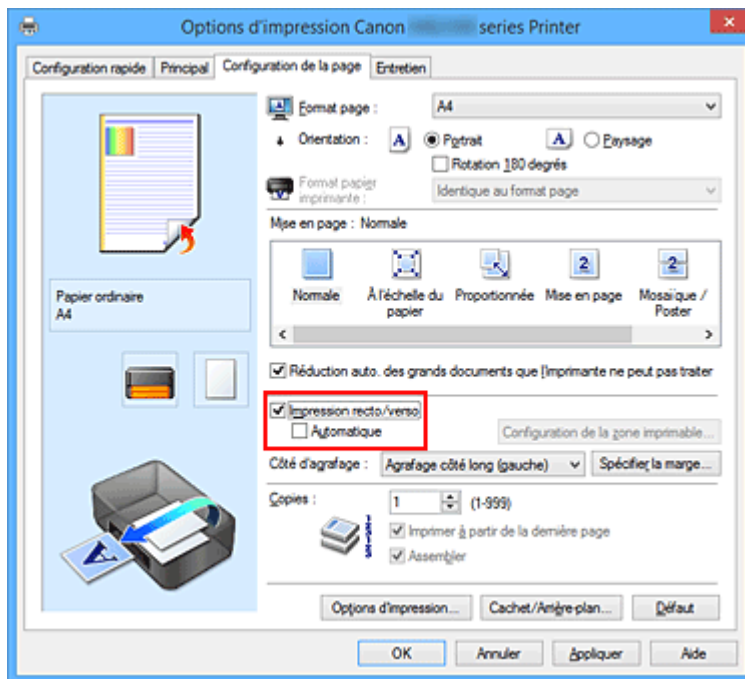 Options d'impression Canon series Printer
Configuration rapide Principal Configuration de la page Entretien
Format page : A4
Orientation : A Portrait A Paysage
Rotation 180 degrés
Format papier imprimante : Identique au format page
Mise en page : Normale
2 2
Normale À l'échelle du papier Proportionnée Mise en page Mosaïque / Poster
Papier ordinaire
A4
Réduction auto. des grands documents que l'imprimante ne peut pas traiter
Impression recto/verso
Automatique
Configuration de la zone imprimable...
Côté d'agrafage : Agrafage côté long (gauche) Spécifier la marge...
Copies : 1 (1-999)
Imprimer à partir de la dernière page
Assembler
A
Options d'impression... Cachet/Arrière-plan... Défaut
OK Annuler Appliquer Aide